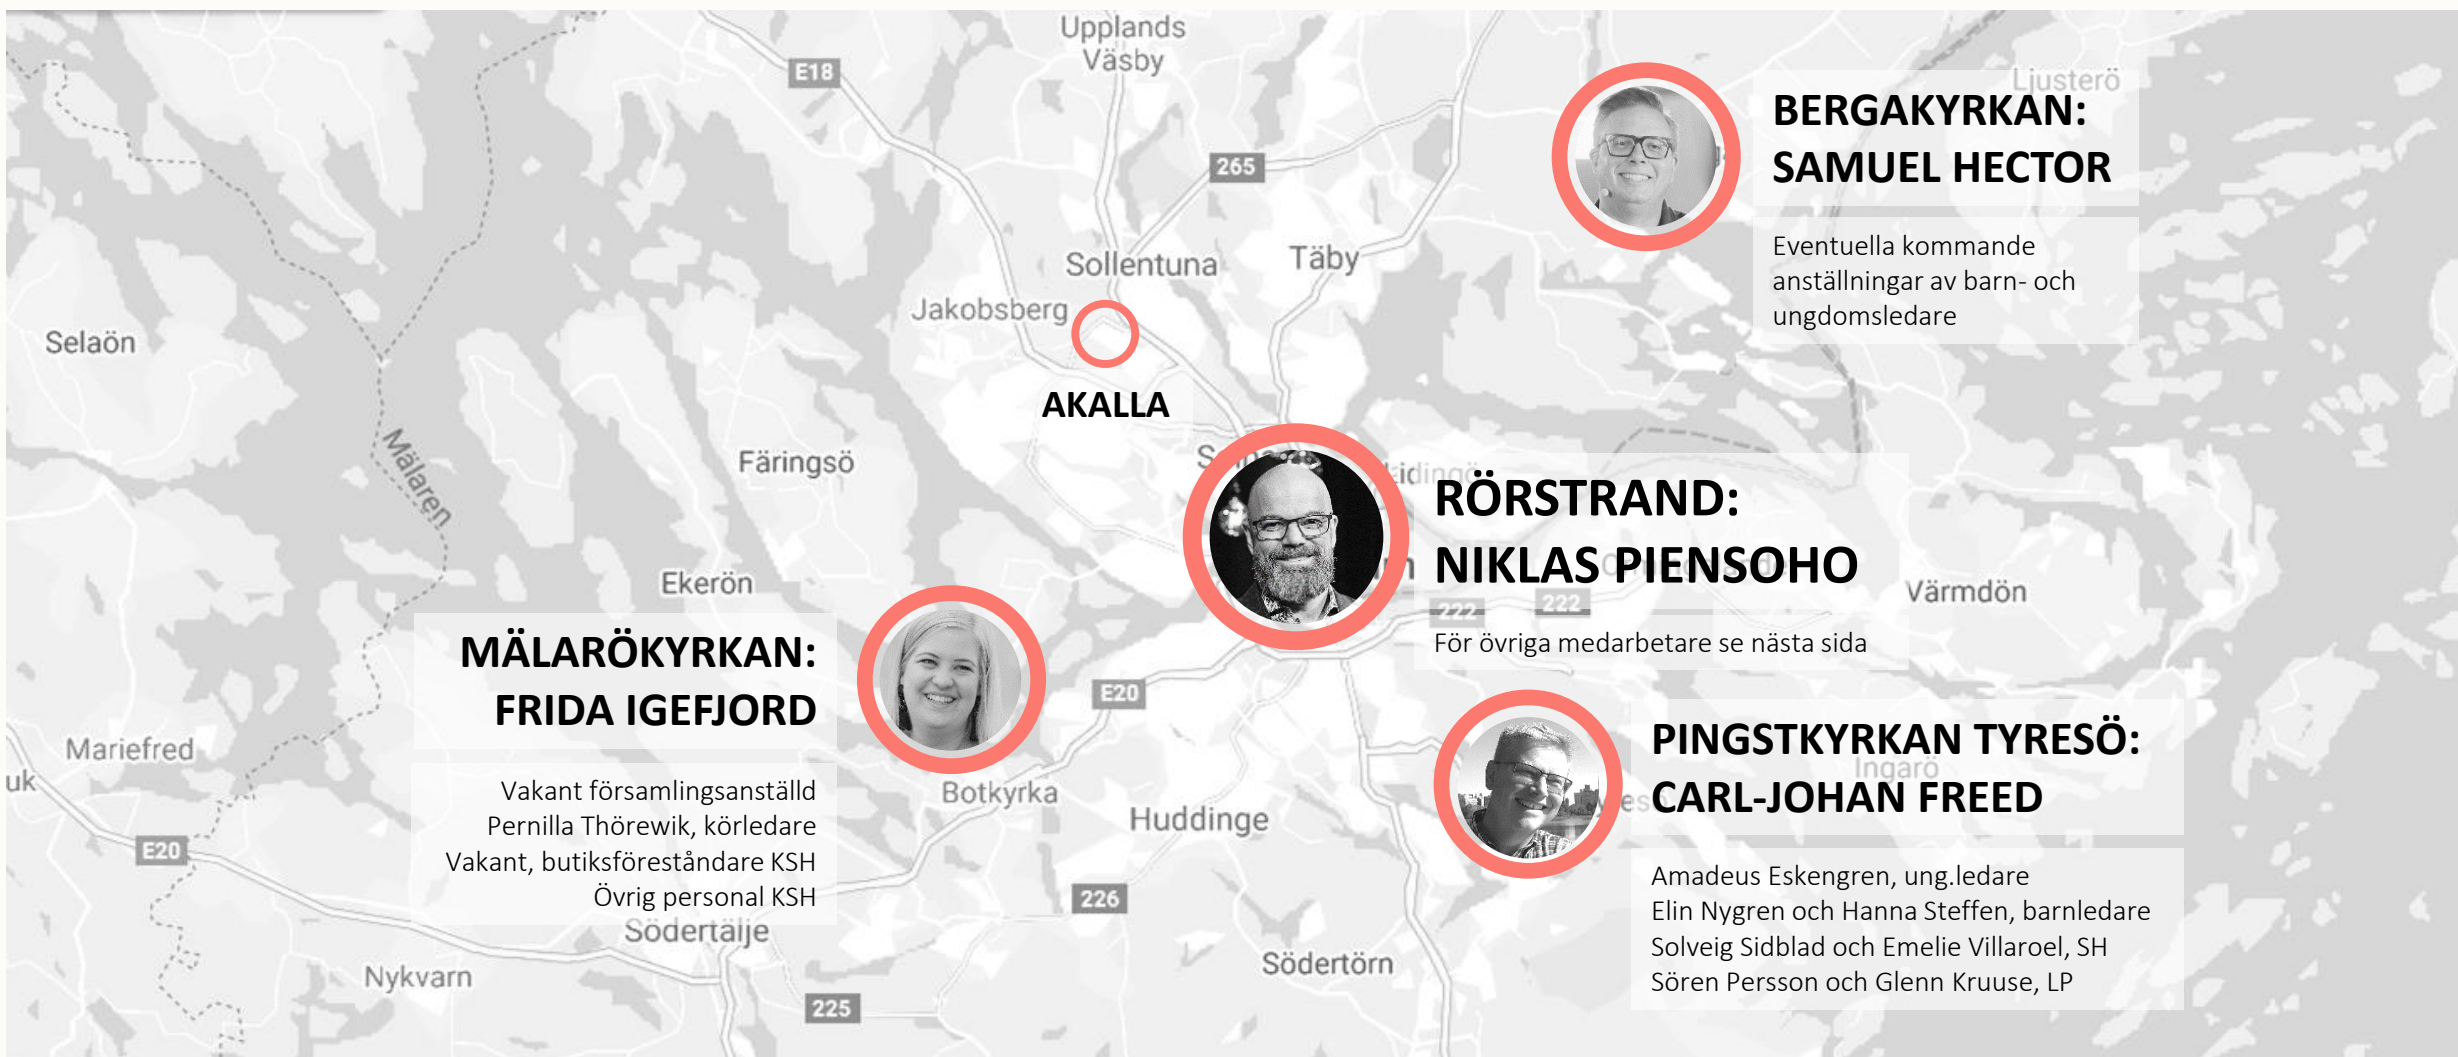 Upplands
Väsby
E18
Ljusterö
BERGAKYRKAN:
SAMUEL HECTOR
265
Eventuella kommande
anställningar av barn- och
ungdomsledare
Sollentuna
Täby
Jakobsberg
Selaön
AKALLA
Mälaren
Färingsö
RÖRSTRAND:
NIKLAS PIENSOHO
Ekerön
Värmdön
222
222
För övriga medarbetare se nästa sida
MÄLARÖKYRKAN:
FRIDA IGEFJORD
E20
Mariefred
uk
Vakant församlingsanställd
Pernilla Thörewik, körledare
Vakant, butiksföreståndare KSH
Övrig personal KSH
Botkyrka
Huddinge
PINGSTKYRKAN TYRESÖ:
Ingarö
CARL-JOHAN FREED
E20
226
Amadeus Eskengren, ung.ledare
Elin Nygren och Hanna Steffen, barnledare
Solveig Sidblad och Emelie Villaroel, SH
Sören Persson och Glenn Kruuse, LP
Södertälje
Nykvarn
Södertörn
225